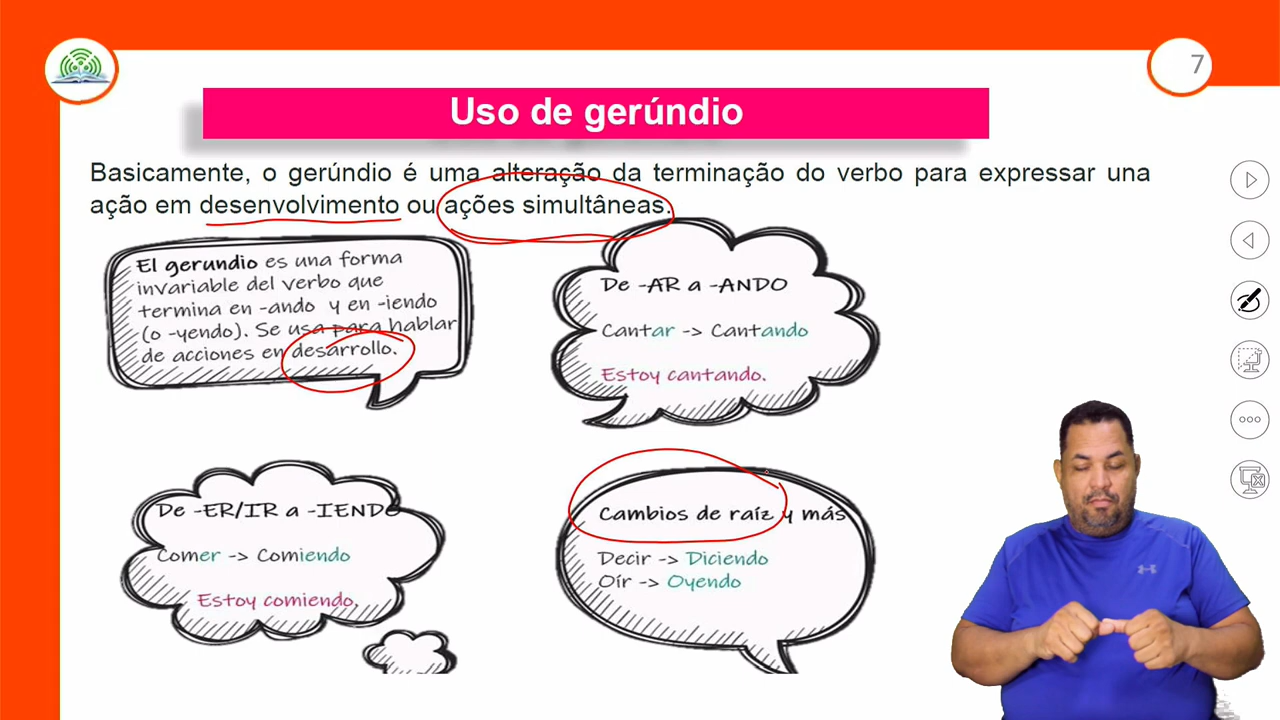 7
Uso de gerúndio
Basicamente, o gerúndio é uma alteração da terminação do verbo para expressar una
ação em desenvolvimento ou ações simultâneas.
El gerundio es una forma
invariable del verbo que
termina en -ando y en -iendo
(o -yendo). Se usa para hablar
de acciones en desarrollo.
De -AR a -ANDO
Cantar -> Cantando
Estoy cantando.
De -ER/IR a -IENDO
Comer -> Comiendo
Estoy comiendo.
Cambios de raíz y más
Decir -> Diciendo
Oír -> Oyendo